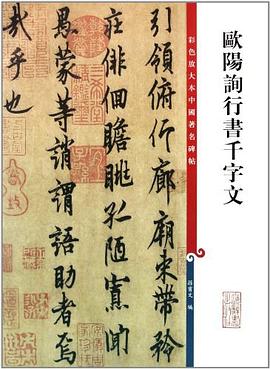 歐陽詢行書千字文
彩色放大本中國著名碑帖
孫寶文 編
引領俯仰廊廟束帶矜
莊徘徊瞻眺孤陋寡聞
愚蒙等誚謂語助者焉
哉乎也